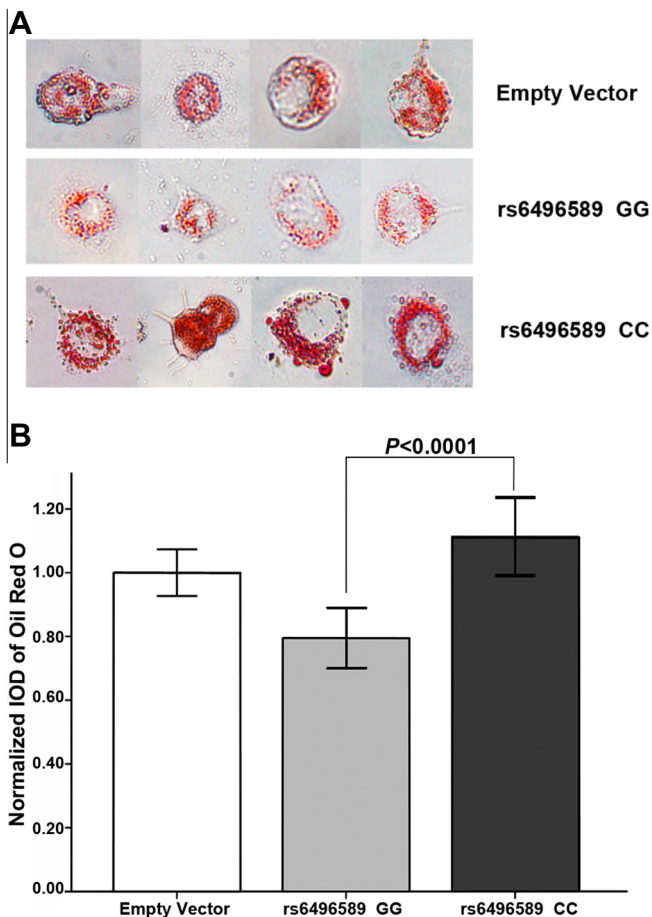 A
Empty Vector
rs6496589 GG
rs6496589 CC
B
P<0.0001
Normalized IOD of Oil Red O
1.20
1.00
0.80
0.60
0.40
0.20
0.00
Empty Vector
rs6496589 GG
rs6496589 CC